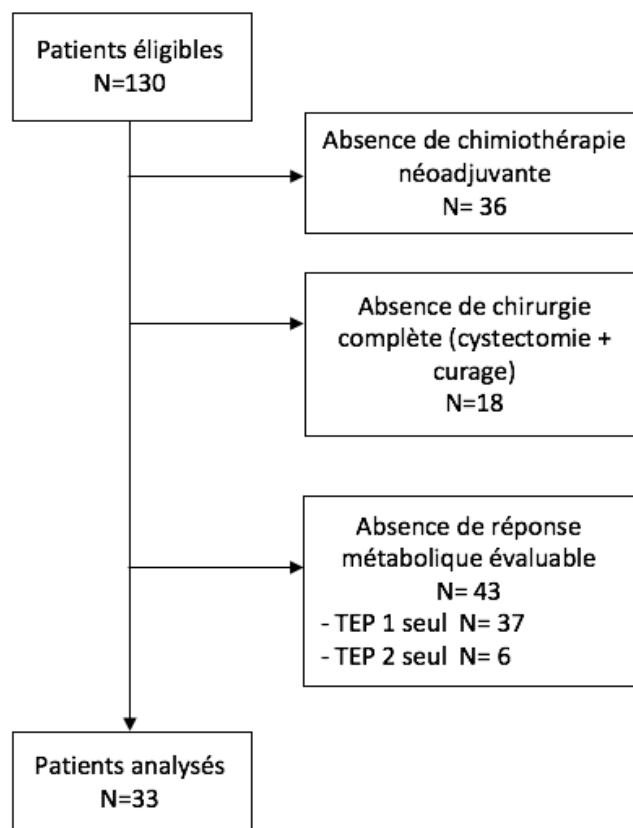 Patients éligibles
N=130
Absence de chimiothérapie
néoadjuvante
N= 36
Absence de chirurgie
complète (cystectomie +
curage)
N=18
Absence de réponse
métabolique évaluable
N= 43
- TEP 1 seul N= 37
- TEP 2 seul N= 6
Patients analysés
N=33